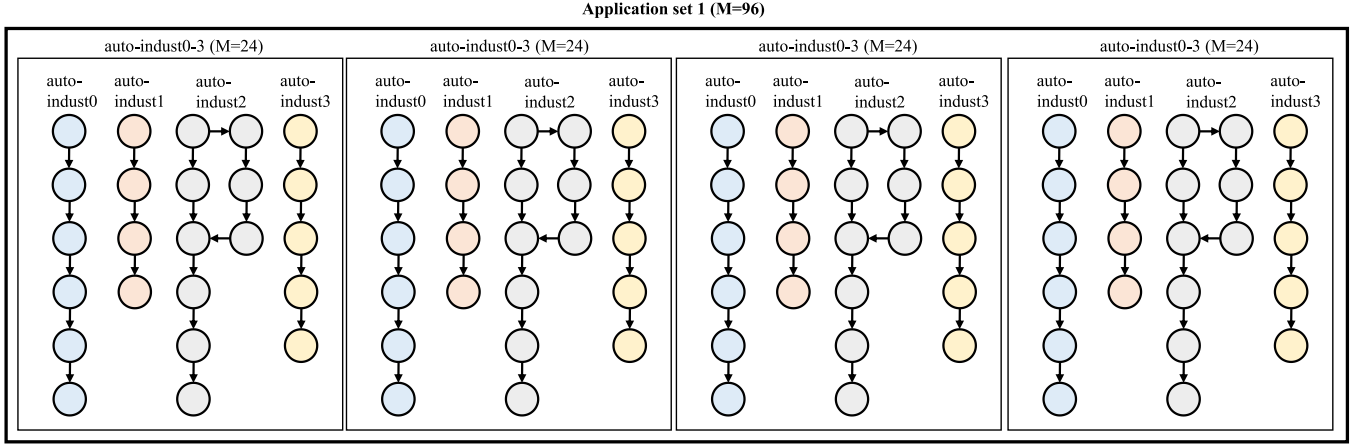 Application set 1 (M=96)
auto-indust0-3 (M=24)
auto-
indust0
auto-
indust1
auto-
indust2
auto-
indust3
auto-indust0-3 (M=24)
auto-
indust0
auto-
indust1
auto-
indust2
auto-
indust3
auto-indust0-3 (M=24)
auto-
indust0
auto-
indust1
auto-
indust2
auto-
indust3
auto-indust0-3 (M=24)
auto-
indust0
auto-
indust1
auto-
indust2
auto-
indust3